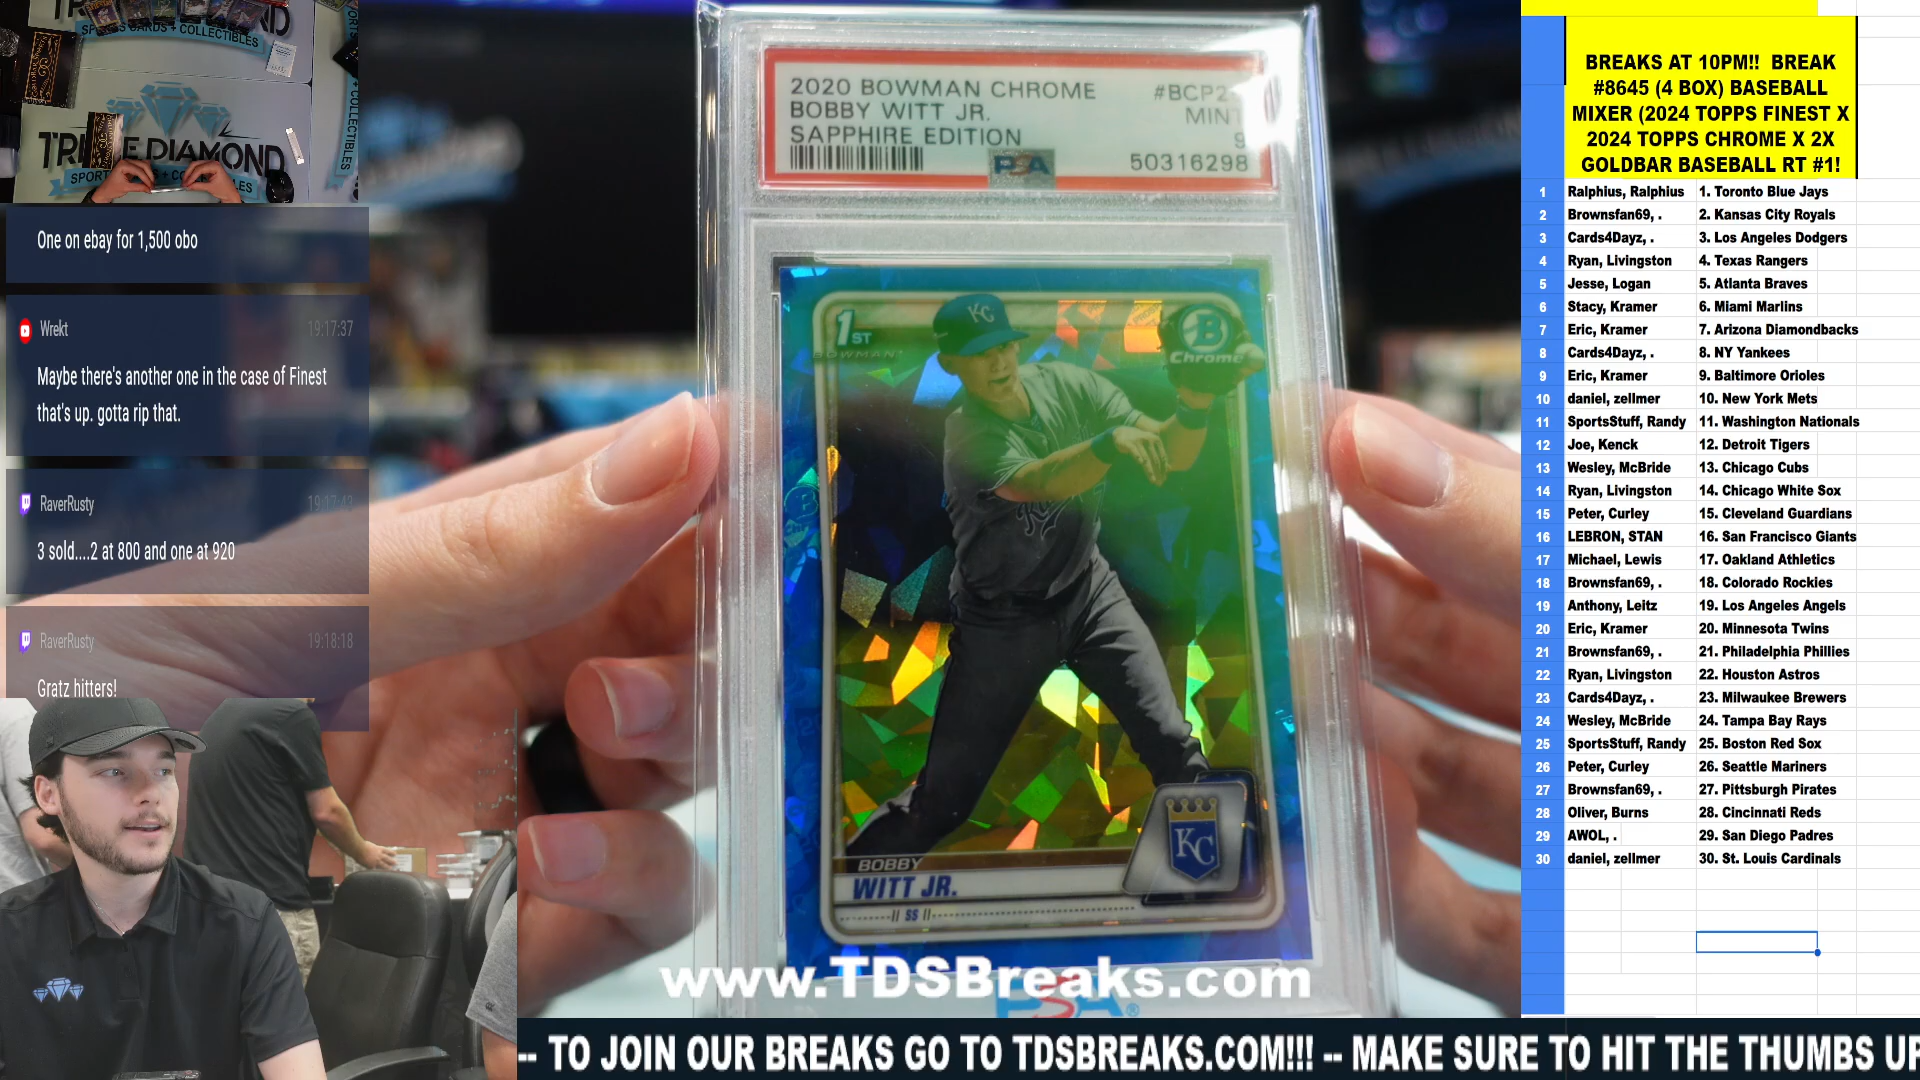 SPORTS CARDS + COLLECTIBLES
DIAMOND
One on ebay for 1,500 obo
Wrekt 19:17:37
Maybe there's another one in the case of Finest
that's up. gotta rip that.
RaverRusty 19:17:42
3 sold....2 at 800 and one at 920
RaverRusty 19:18:18
Gratz hitters!
2020 BOWMAN CHROME
BOBBY WITT JR.
SAPPHIRE EDITION
MINT
9
PSA
50316298
KC
1ST
BOWMAN
B
Chrome
Royals
KC
BOBBY
WITT JR.
SS
www.TDSBreaks.com
PSA
-- TO JOIN OUR BREAKS GO TO TDSBREAKS.COM!!! -- MAKE SURE TO HIT THE THUMBS UP
BREAKS AT 10PM!! BREAK
#8645 (4 BOX) BASEBALL
MIXER (2024 TOPPS FINEST X
2024 TOPPS CHROME X 2X
GOLDBAR BASEBALL RT #1!
1 Ralphius, Ralphius 1. Toronto Blue Jays
2 Brownsfan69, . 2. Kansas City Royals
3 Cards4Dayz, . 3. Los Angeles Dodgers
4 Ryan, Livingston 4. Texas Rangers
5 Jesse, Logan 5. Atlanta Braves
6 Stacy, Kramer 6. Miami Marlins
7 Eric, Kramer 7. Arizona Diamondbacks
8 Cards4Dayz, . 8. NY Yankees
9 Eric, Kramer 9. Baltimore Orioles
10 daniel, zellmer 10. New York Mets
11 SportsStuff, Randy 11. Washington Nationals
12 Joe, Kenck 12. Detroit Tigers
13 Wesley, McBride 13. Chicago Cubs
14 Ryan, Livingston 14. Chicago White Sox
15 Peter, Curley 15. Cleveland Guardians
16 LEBRON, STAN 16. San Francisco Giants
17 Michael, Lewis 17. Oakland Athletics
18 Brownsfan69, . 18. Colorado Rockies
19 Anthony, Leitz 19. Los Angeles Angels
20 Eric, Kramer 20. Minnesota Twins
21 Brownsfan69, . 21. Philadelphia Phillies
22 Ryan, Livingston 22. Houston Astros
23 Cards4Dayz, . 23. Milwaukee Brewers
24 Wesley, McBride 24. Tampa Bay Rays
25 SportsStuff, Randy 25. Boston Red Sox
26 Peter, Curley 26. Seattle Mariners
27 Brownsfan69, . 27. Pittsburgh Pirates
28 Oliver, Burns 28. Cincinnati Reds
29 AWOL, . 29. San Diego Padres
30 daniel, zellmer 30. St. Louis Cardinals